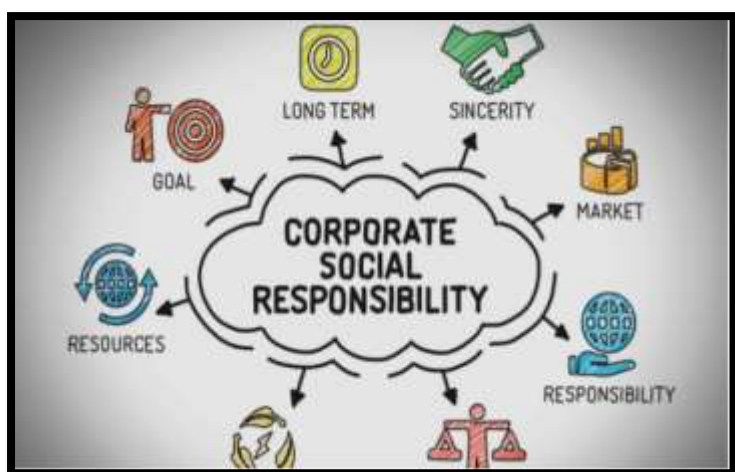 LONG TERM
SINCERITY
GOAL
MARKET
CORPORATE
SOCIAL
RESPONSIBILITY
RESOURCES
RESPONSIBILITY